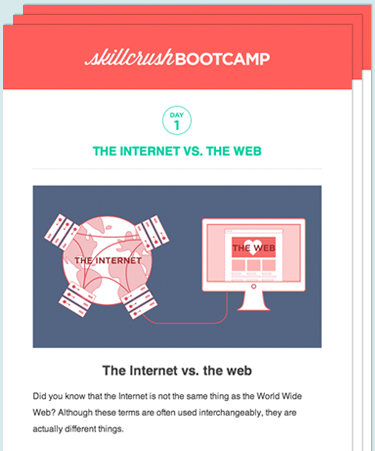 skillcrush BOOTCAMP
DAY
1
THE INTERNET VS. THE WEB
THE INTERNET
THE WEB
The Internet vs. the web
Did you know that the Internet is not the same thing as the World Wide
Web? Although these terms are often used interchangeably, they are
actually different things.